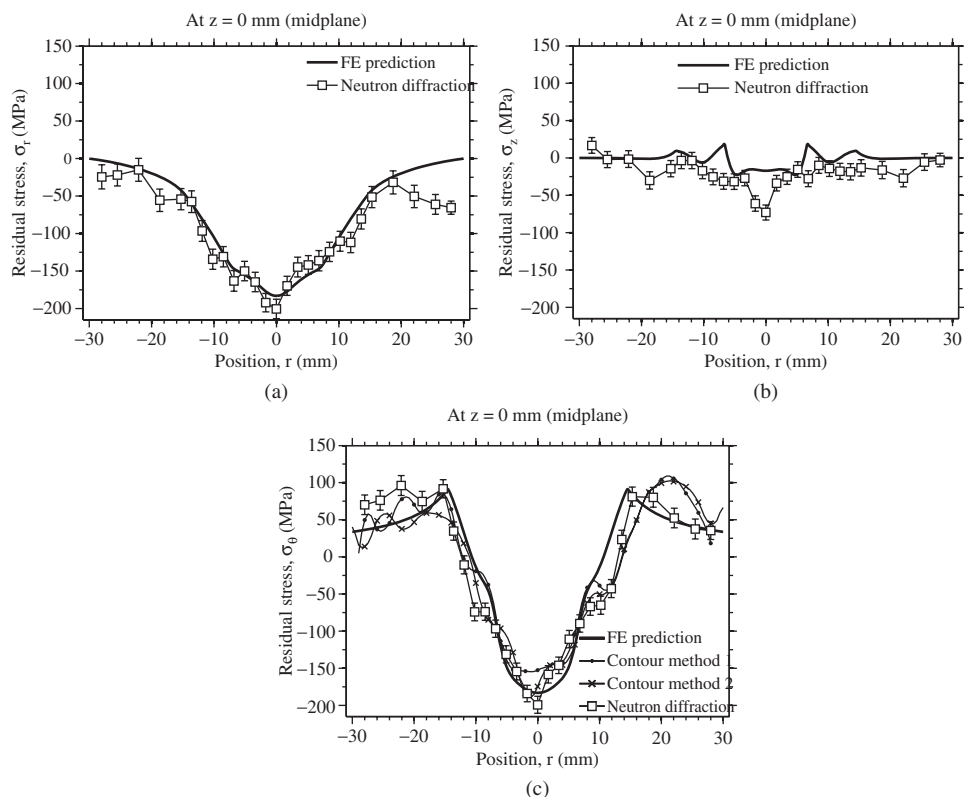 At z = 0 mm (midplane)
150
100
50
0
−50
−100
−150
−200
Residual stress, σr (MPa)
FE prediction
Neutron diffraction
−30 −20 −10 0 10 20 30
Position, r (mm)
(a)
At z = 0 mm (midplane)
150
100
50
0
−50
−100
−150
−200
Residual stress, σz (MPa)
FE prediction
Neutron diffraction
−30 −20 −10 0 10 20 30
Position, r (mm)
(b)
At z = 0 mm (midplane)
150
100
50
0
−50
−100
−150
−200
Residual stress, σθ (MPa)
FE prediction
Contour method 1
Contour method 2
Neutron diffraction
−30 −20 −10 0 10 20 30
Position, r (mm)
(c)